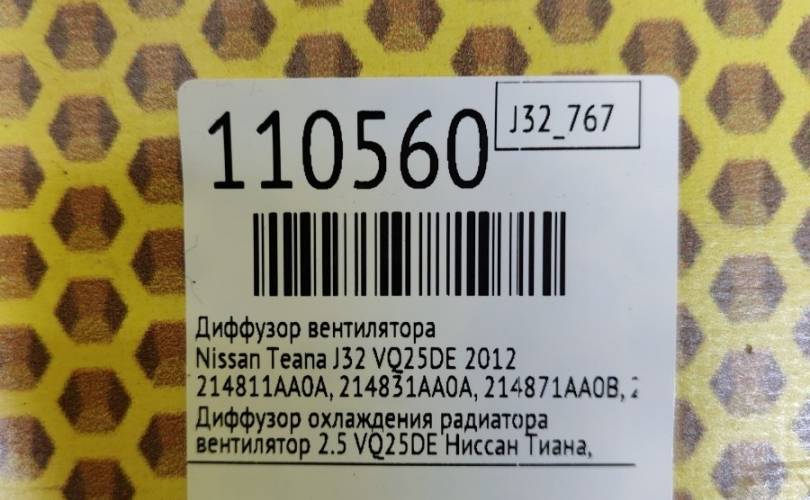 110560
J32_767
Диффузор вентилятора
Nissan Teana J32 VQ25DE 2012
214811AA0A, 214831AA0A, 214871AA0B,
Диффузор охлаждения радиатора
вентилятор 2.5 VQ25DE Ниссан Тиана,